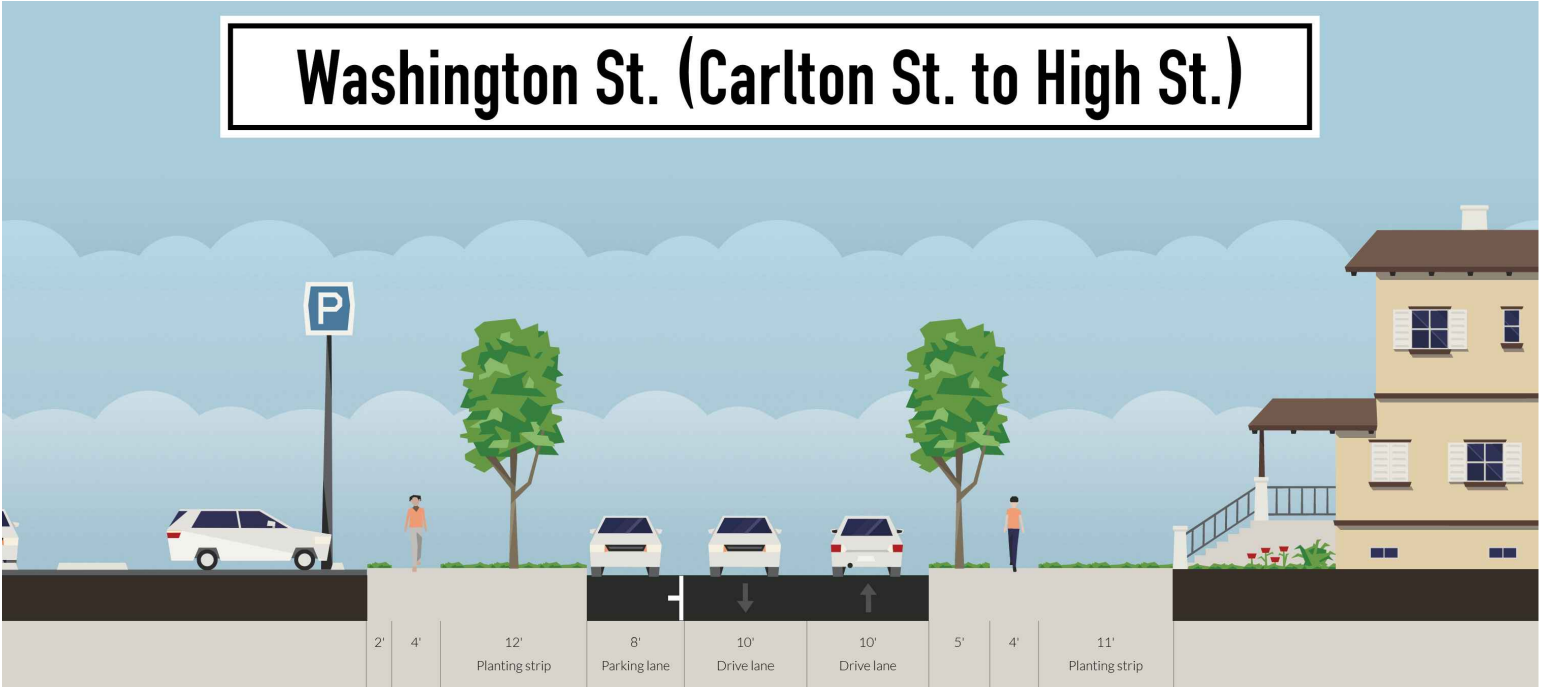 Washington St. (Carlton St. to High St.)
P
2' 4' 12' 8' 10' 10' 5' 4' 11'
Planting strip Parking lane Drive lane Drive lane Planting strip